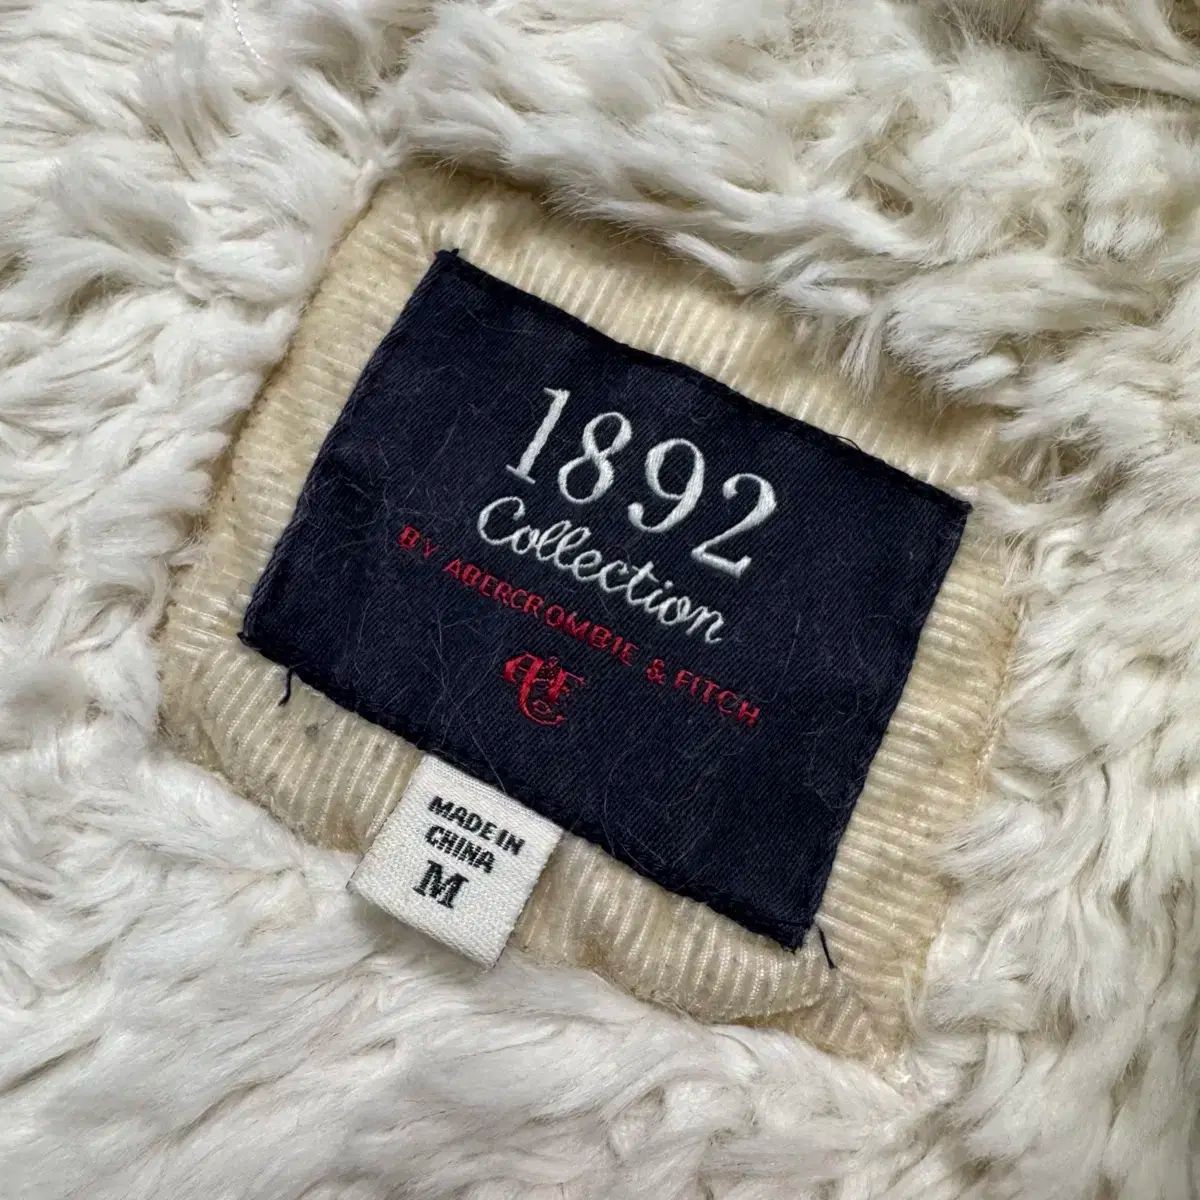 1892
Collection
BY ABERCROMBIE & FITCH
A&F
MADE IN
CHINA
M